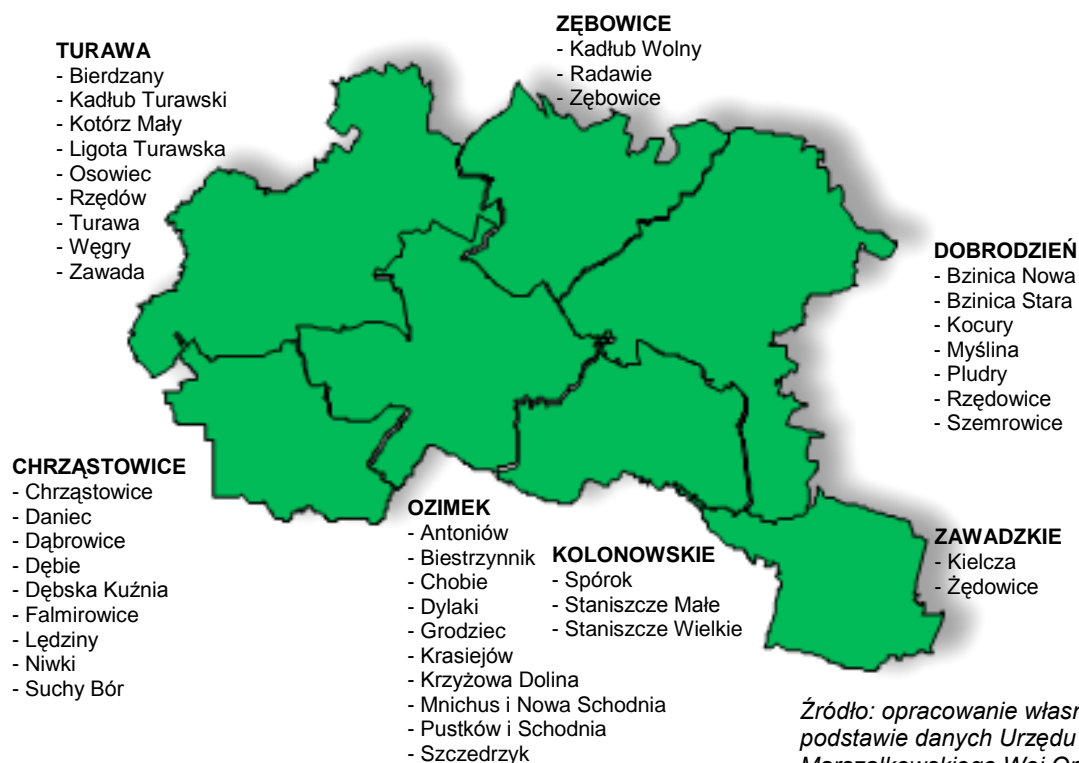 ZĘBOWICE
- Kadłub Wolny
- Radawie
- Zębowice
TURAWA
- Bierdzany
- Kadłub Turawski
- Kotórz Mały
- Ligota Turawska
- Osowiec
- Rzędów
- Turawa
- Węgry
- Zawada
DOBRODZIEŃ
- Bzinica Nowa
- Bzinica Stara
- Kocury
- Myślina
- Pludry
- Rzędowice
- Szemrowice
CHRZĄSTOWICE
- Chrząstowice
- Daniec
- Dąbrowice
- Dębie
- Dębska Kuźnia
- Falmirowice
- Lędziny
- Niwki
- Suchy Bór
OZIMEK
- Antoniów
- Biestrzynnik
- Chobie
- Dylaki
- Grodziec
- Krasiejów
- Krzyżowa Dolina
- Mnichus i Nowa Schodnia
- Pustków i Schodnia
- Szczedrzyk
KOLONOWSKIE
- Spórok
- Staniszcze Małe
- Staniszcze Wielkie
ZAWADZKIE
- Kielcza
- Żędowice
Źródło: opracowanie własn
podstawie danych Urzędu